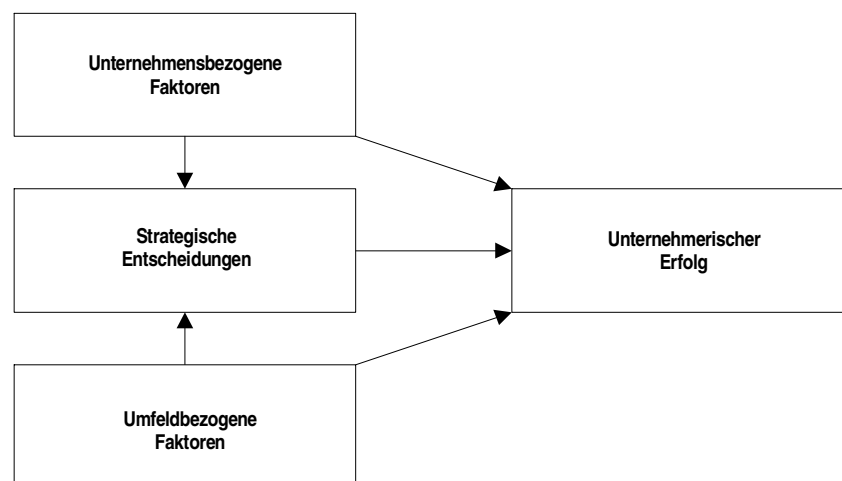 Unternehmensbezogene
Faktoren
Strategische
Entscheidungen
Unternehmerischer
Erfolg
Umfeldbezogene
Faktoren